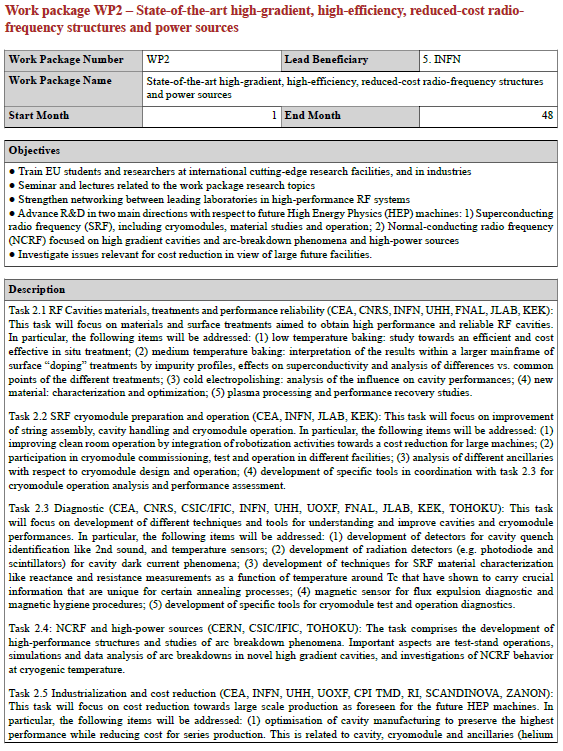 Work package WP2 – State-of-the-art high-gradient, high-efficiency, reduced-cost radio-
frequency structures and power sources
Work Package Number WP2 Lead Beneficiary 5. INFN
Work Package Name State-of-the-art high-gradient, high-efficiency, reduced-cost radio-frequency structures
and power sources
Start Month 1 End Month 48
Objectives
● Train EU students and researchers at international cutting-edge research facilities, and in industries
● Seminar and lectures related to the work package research topics
● Strengthen networking between leading laboratories in high-performance RF systems
● Advance R&D in two main directions with respect to future High Energy Physics (HEP) machines: 1) Superconducting
radio frequency (SRF), including cryomodules, material studies and operation; 2) Normal-conducting radio frequency
(NCRF) focused on high gradient cavities and arc-breakdown phenomena and high-power sources
● Investigate issues relevant for cost reduction in view of large future facilities.
Description
Task 2.1 RF Cavities materials, treatments and performance reliability (CEA, CNRS, INFN, UHH, FNAL, JLAB, KEK):
This task will focus on materials and surface treatments aimed to obtain high performance and reliable RF cavities.
In particular, the following items will be addressed: (1) low temperature baking: study towards an efficient and cost
effective in situ treatment; (2) medium temperature baking: interpretation of the results within a larger mainframe of
surface “doping” treatments by impurity profiles, effects on superconductivity and analysis of differences vs. common
points of the different treatments; (3) cold electropolishing: analysis of the influence on cavity performances; (4) new
material: characterization and optimization; (5) plasma processing and performance recovery studies.
Task 2.2 SRF cryomodule preparation and operation (CEA, INFN, JLAB, KEK): This task will focus on improvement
of string assembly, cavity handling and cryomodule operation. In particular, the following items will be addressed: (1)
improving clean room operation by integration of robotization activities towards a cost reduction for large machines; (2)
participation in cryomodule commissioning, test and operation in different facilities; (3) analysis of different ancillaries
with respect to cryomodule design and operation; (4) development of specific tools in coordination with task 2.3 for
cryomodule operation analysis and performance assessment.
Task 2.3 Diagnostic (CEA, CNRS, CSIC/IFIC, INFN, UHH, UOXF, FNAL, JLAB, KEK, TOHOKU): This task
will focus on development of different techniques and tools for understanding and improve cavities and cryomodule
performances. In particular, the following items will be addressed: (1) development of detectors for cavity quench
identification like 2nd sound, and temperature sensors; (2) development of radiation detectors (e.g. photodiode and
scintillators) for cavity dark current phenomena; (3) development of techniques for SRF material characterization
like reactance and resistance measurements as a function of temperature around Tc that have shown to carry crucial
information that are unique for certain annealing processes; (4) magnetic sensor for flux expulsion diagnostic and
magnetic hygiene procedures; (5) development of specific tools for cryomodule test and operation diagnostics.
Task 2.4: NCRF and high-power sources (CERN, CSIC/IFIC, TOHOKU): The task comprises the development of
high-performance structures and studies of arc breakdown phenomena. Important aspects are test-stand operations,
simulations and data analysis of arc breakdowns in novel high gradient cavities, and investigations of NCRF behavior
at cryogenic temperature.
Task 2.5 Industrialization and cost reduction (CEA, INFN, UHH, UOXF, CPI TMD, RI, SCANDINOVA, ZANON):
This task will focus on cost reduction towards large scale production as foreseen for the future HEP machines. In
particular, the following items will be addressed: (1) optimisation of cavity manufacturing to preserve the highest
performance while reducing cost for series production. This is related to cavity, cryomodule and ancillaries (helium